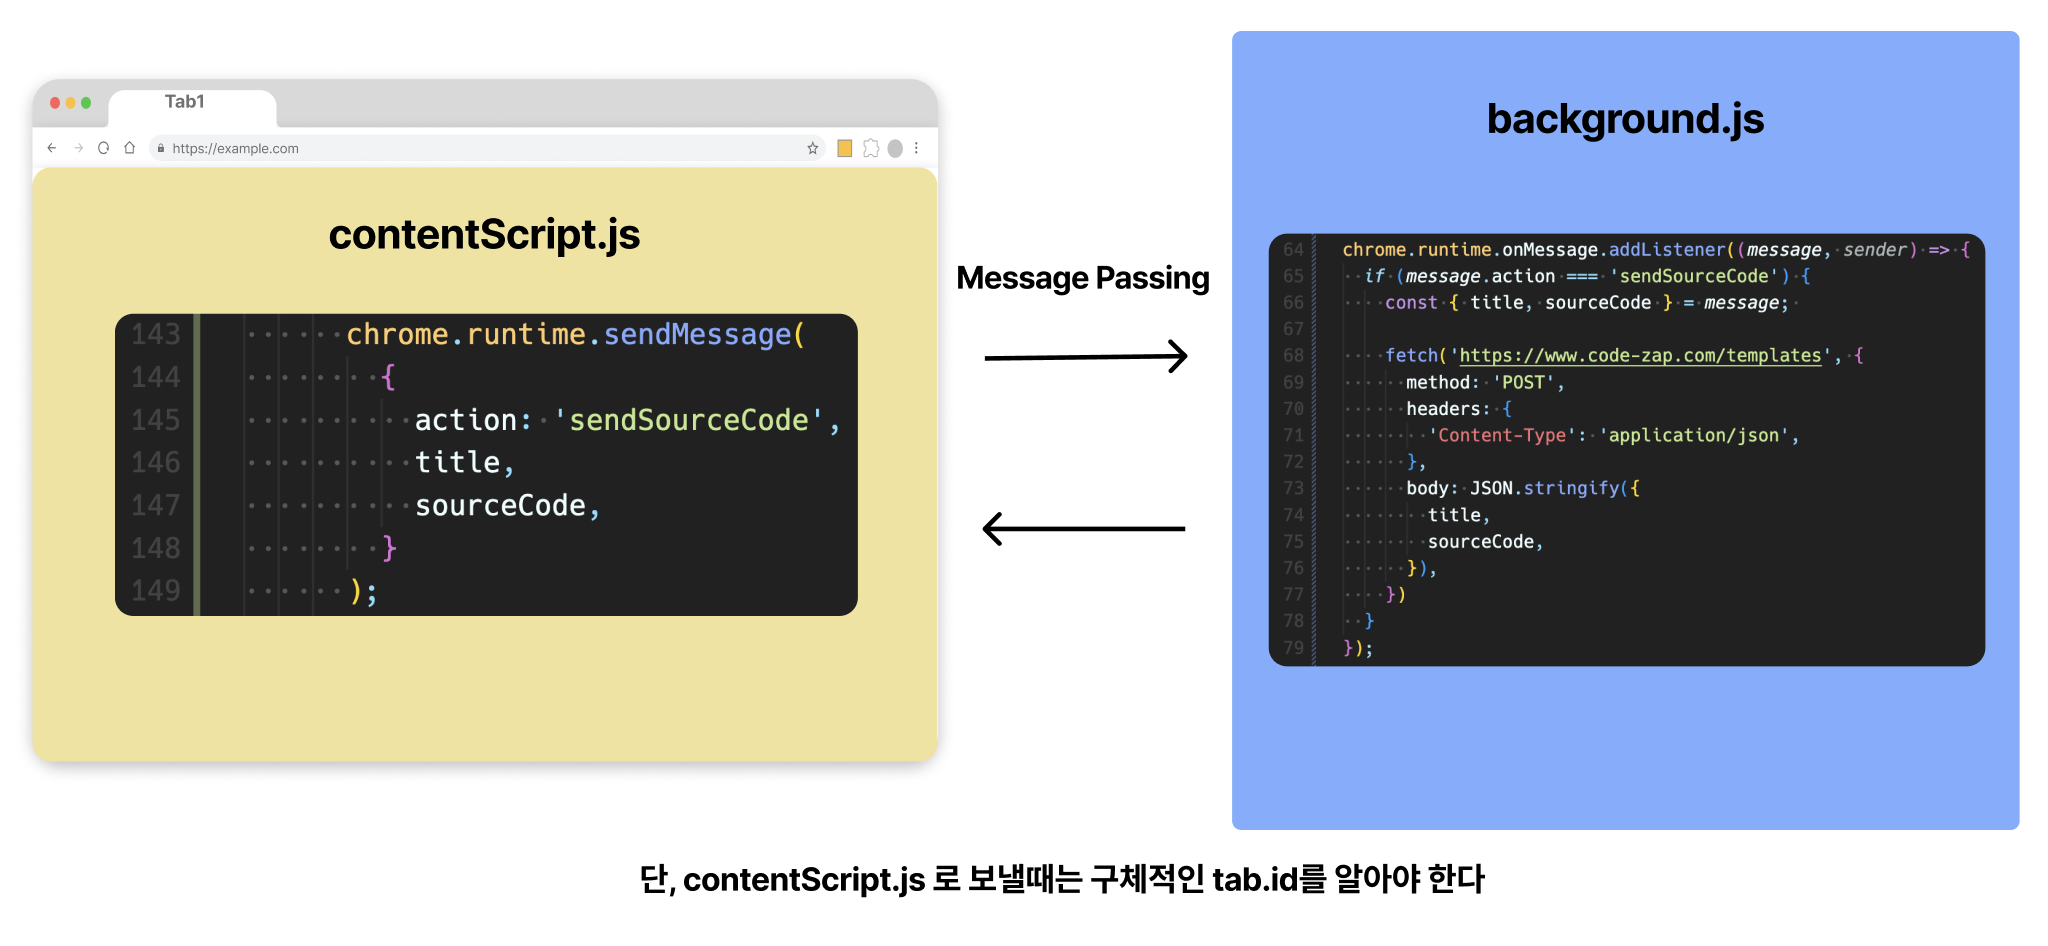 Tab1
https://example.com
contentScript.js
143 chrome.runtime.sendMessage(
144 {
145 action: 'sendSourceCode',
146 title,
147 sourceCode,
148 }
149 );
Message Passing
background.js
64 chrome.runtime.onMessage.addListener((message, sender) => {
65 if (message.action === 'sendSourceCode') {
66 const { title, sourceCode } = message;
67
68 fetch('https://www.code-zap.com/templates', {
69 method: 'POST',
70 headers: {
71 'Content-Type': 'application/json',
72 },
73 body: JSON.stringify({
74 title,
75 sourceCode,
76 }),
77 })
78 }
79 });
단, contentScript.js 로 보낼때는 구체적인 tab.id를 알아야 한다